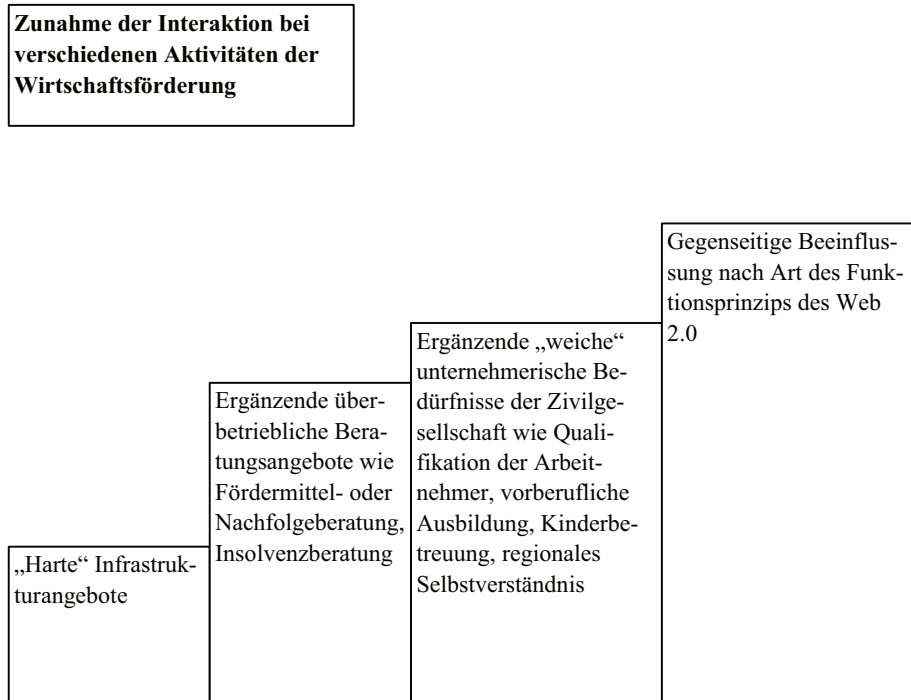 Zunahme der Interaktion bei
verschiedenen Aktivitäten der
Wirtschaftsförderung
„Harte“ Infrastruk-
turangebote
Ergänzende über-
betriebliche Bera-
tungsangebote wie
Fördermittel- oder
Nachfolgeberatung,
Insolvenzberatung
Ergänzende „weiche“
unternehmerische Be-
dürfnisse der Zivilge-
sellschaft wie Quali-
fikation der Arbeit-
nehmer, vorberufliche
Ausbildung, Kinderbe-
treuung, regionales
Selbstverständnis
Gegenseitige Beeinflus-
sung nach Art des Funk-
tionsprinzips des Web
2.0